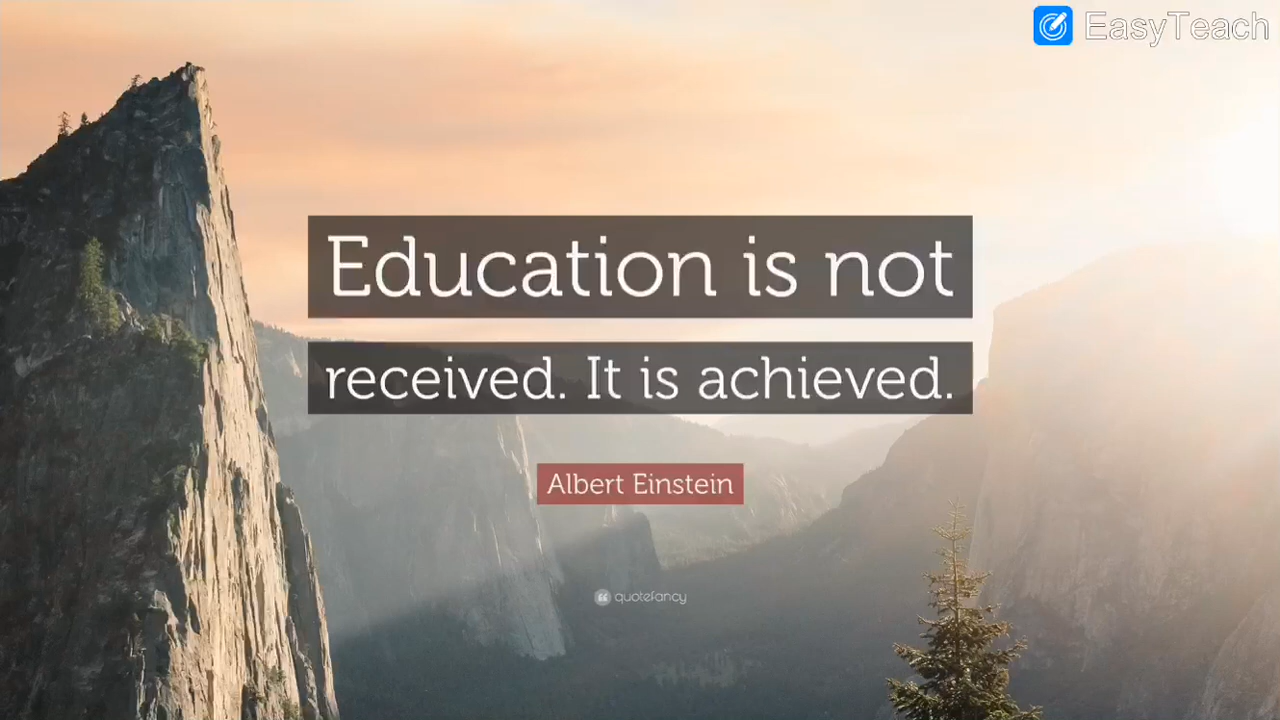 EasyTeach
Education is not
received. It is achieved.
Albert Einstein
quotefancy